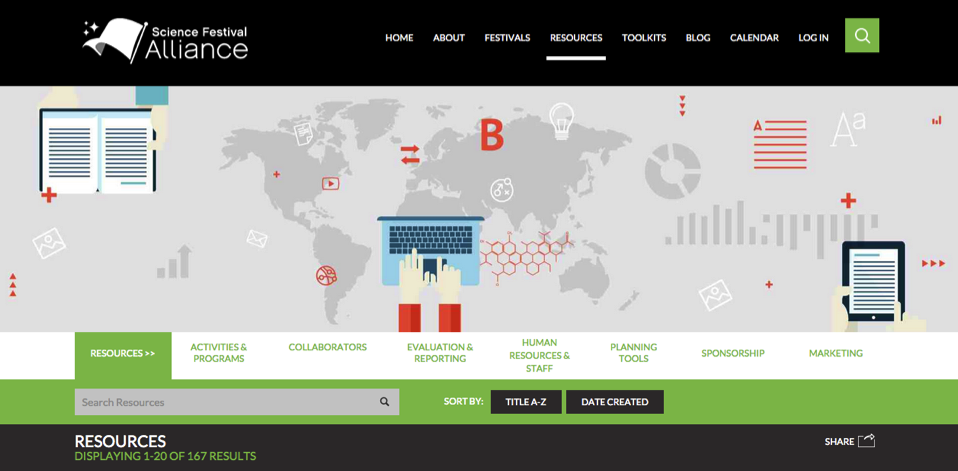 Science Festival
Alliance
HOME ABOUT FESTIVALS RESOURCES TOOLKITS BLOG CALENDAR LOG IN
B
A
Aa
RESOURCES >>
ACTIVITIES &
PROGRAMS
COLLABORATORS
EVALUATION &
REPORTING
HUMAN
RESOURCES &
STAFF
PLANNING
TOOLS
SPONSORSHIP
MARKETING
Search Resources
SORT BY: TITLE A-Z DATE CREATED
RESOURCES
DISPLAYING 1-20 OF 167 RESULTS
SHARE